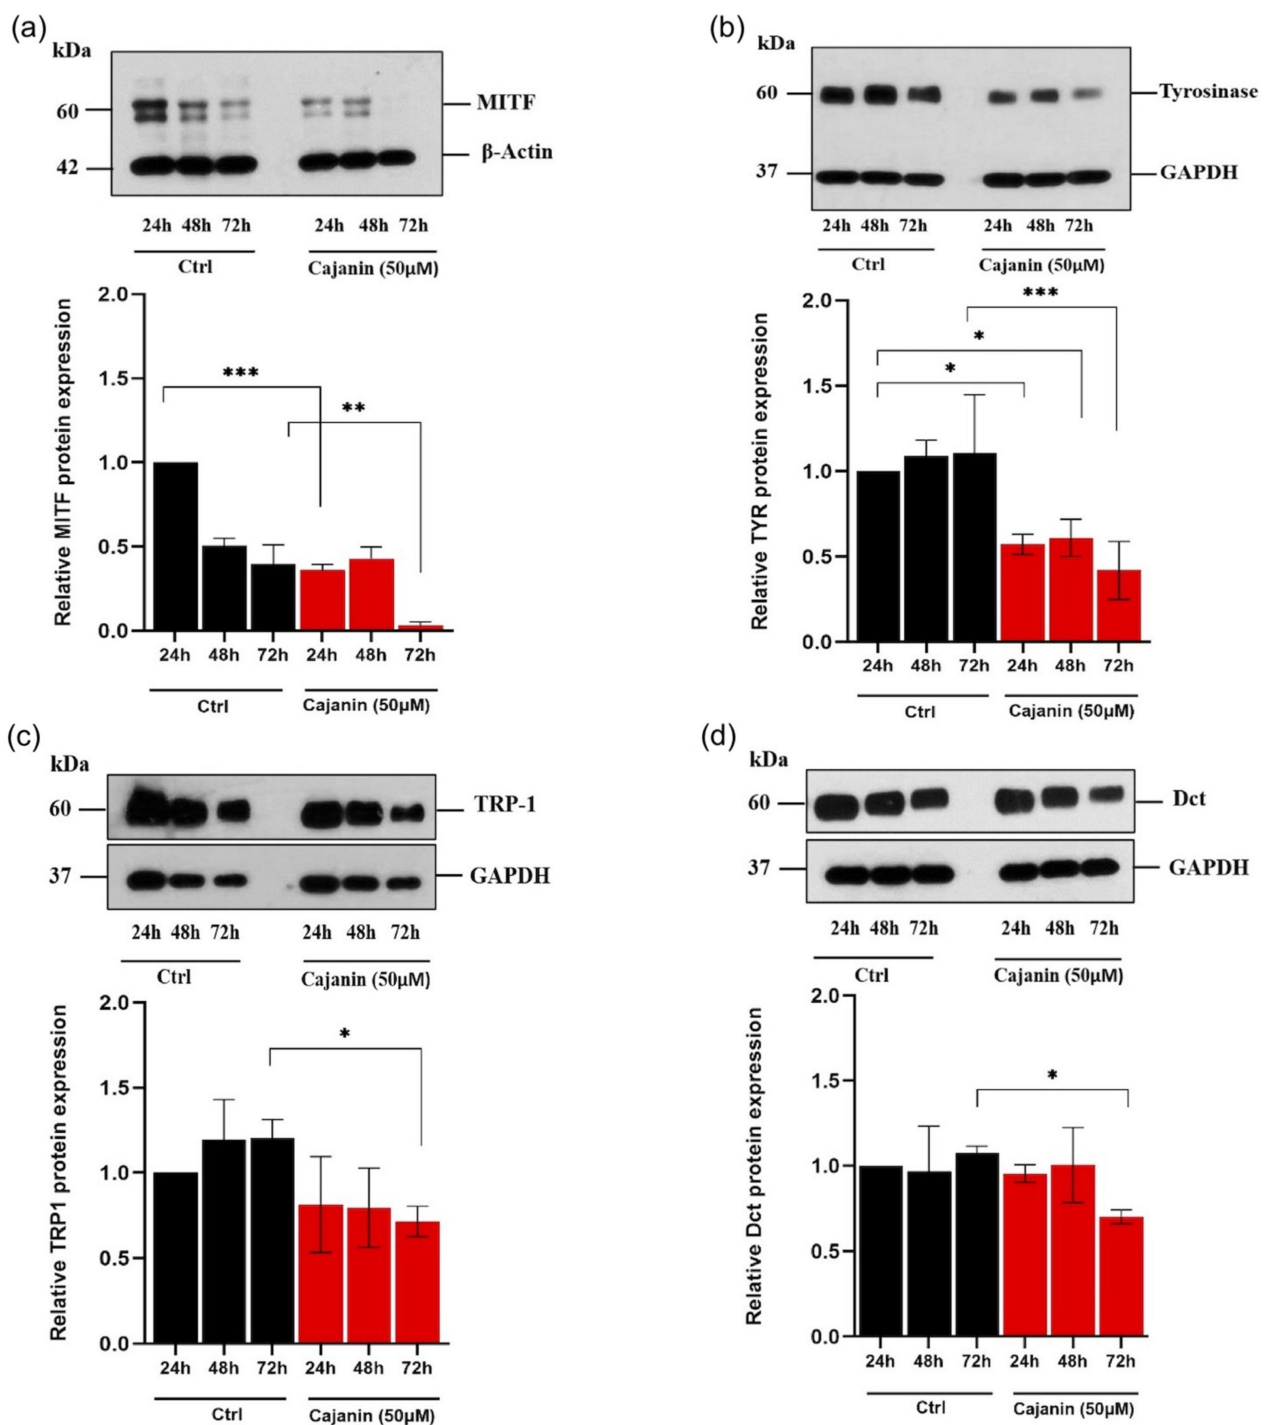 (a)
kDa
60
42
MITF
β-Actin
24h 48h 72h 24h 48h 72h
Ctrl Cajanin (50µM)
Relative MITF protein expression
2.0
1.5
1.0
0.5
0.0
*** **
24h 48h 72h 24h 48h 72h
Ctrl Cajanin (50µM)
(b)
kDa
60
37
Tyrosinase
GAPDH
24h 48h 72h 24h 48h 72h
Ctrl Cajanin (50µM)
Relative TYR protein expression
2.0
1.5
1.0
0.5
0.0
***
*
*
24h 48h 72h 24h 48h 72h
Ctrl Cajanin (50µM)
(c)
kDa
60
37
TRP-1
GAPDH
24h 48h 72h 24h 48h 72h
Ctrl Cajanin (50µM)
Relative TRP1 protein expression
2.0
1.5
1.0
0.5
0.0
*
24h 48h 72h 24h 48h 72h
Ctrl Cajanin (50µM)
(d)
kDa
60
37
Dct
GAPDH
24h 48h 72h 24h 48h 72h
Ctrl Cajanin (50µM)
Relative Dct protein expression
2.0
1.5
1.0
0.5
0.0
*
24h 48h 72h 24h 48h 72h
Ctrl Cajanin (50µM)